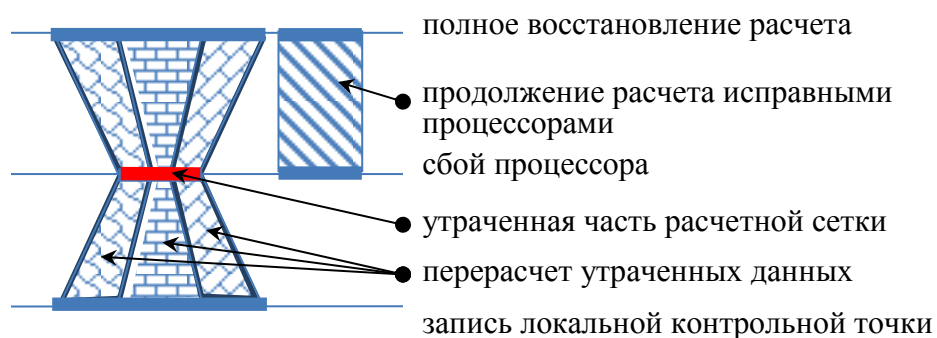 полное восстановление расчета
продолжение расчета исправными
процессорами
сбой процессора
утраченная часть расчетной сетки
перерасчет утраченных данных
запись локальной контрольной точки